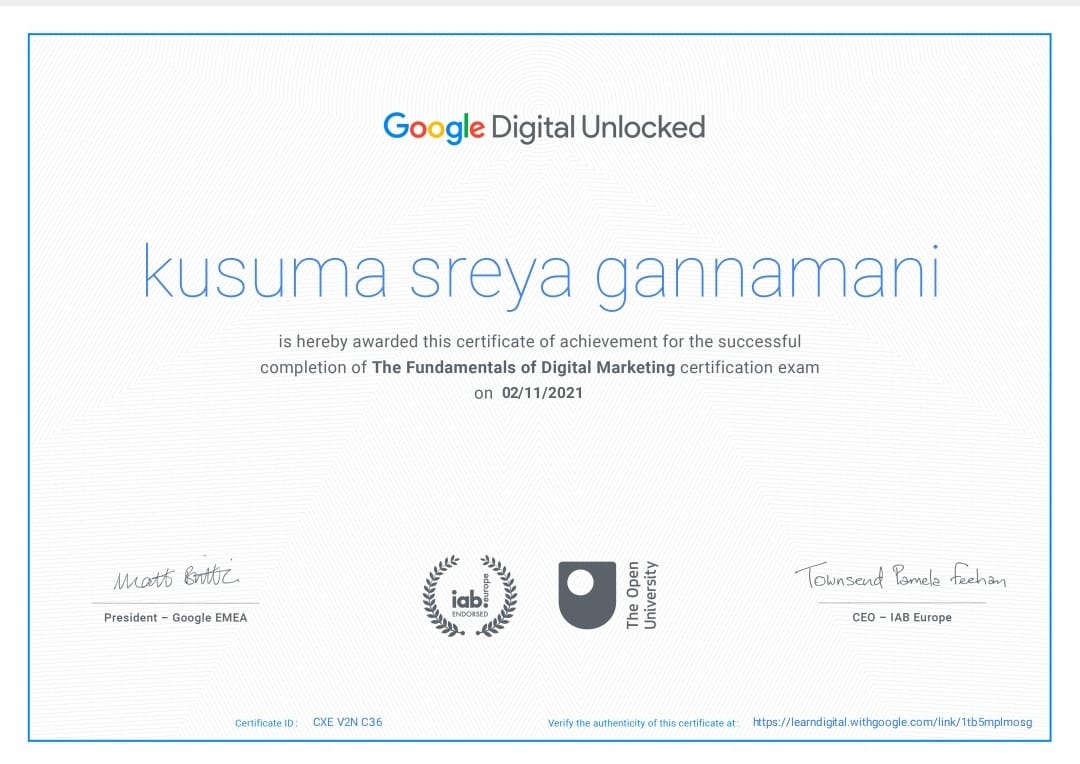 Google Digital Unlocked
kusuma sreya gannamani
is hereby awarded this certificate of achievement for the successful
completion of The Fundamentals of Digital Marketing certification exam
on 02/11/2021
Matt Brittin
President – Google EMEA
iab europe
ENDORSED
The Open
University
Townsend Pamela Feehan
CEO – IAB Europe
Certificate ID : CXE V2N C36
Verify the authenticity of this certificate at : https://learndigital.withgoogle.com/link/1tb5mplmosg